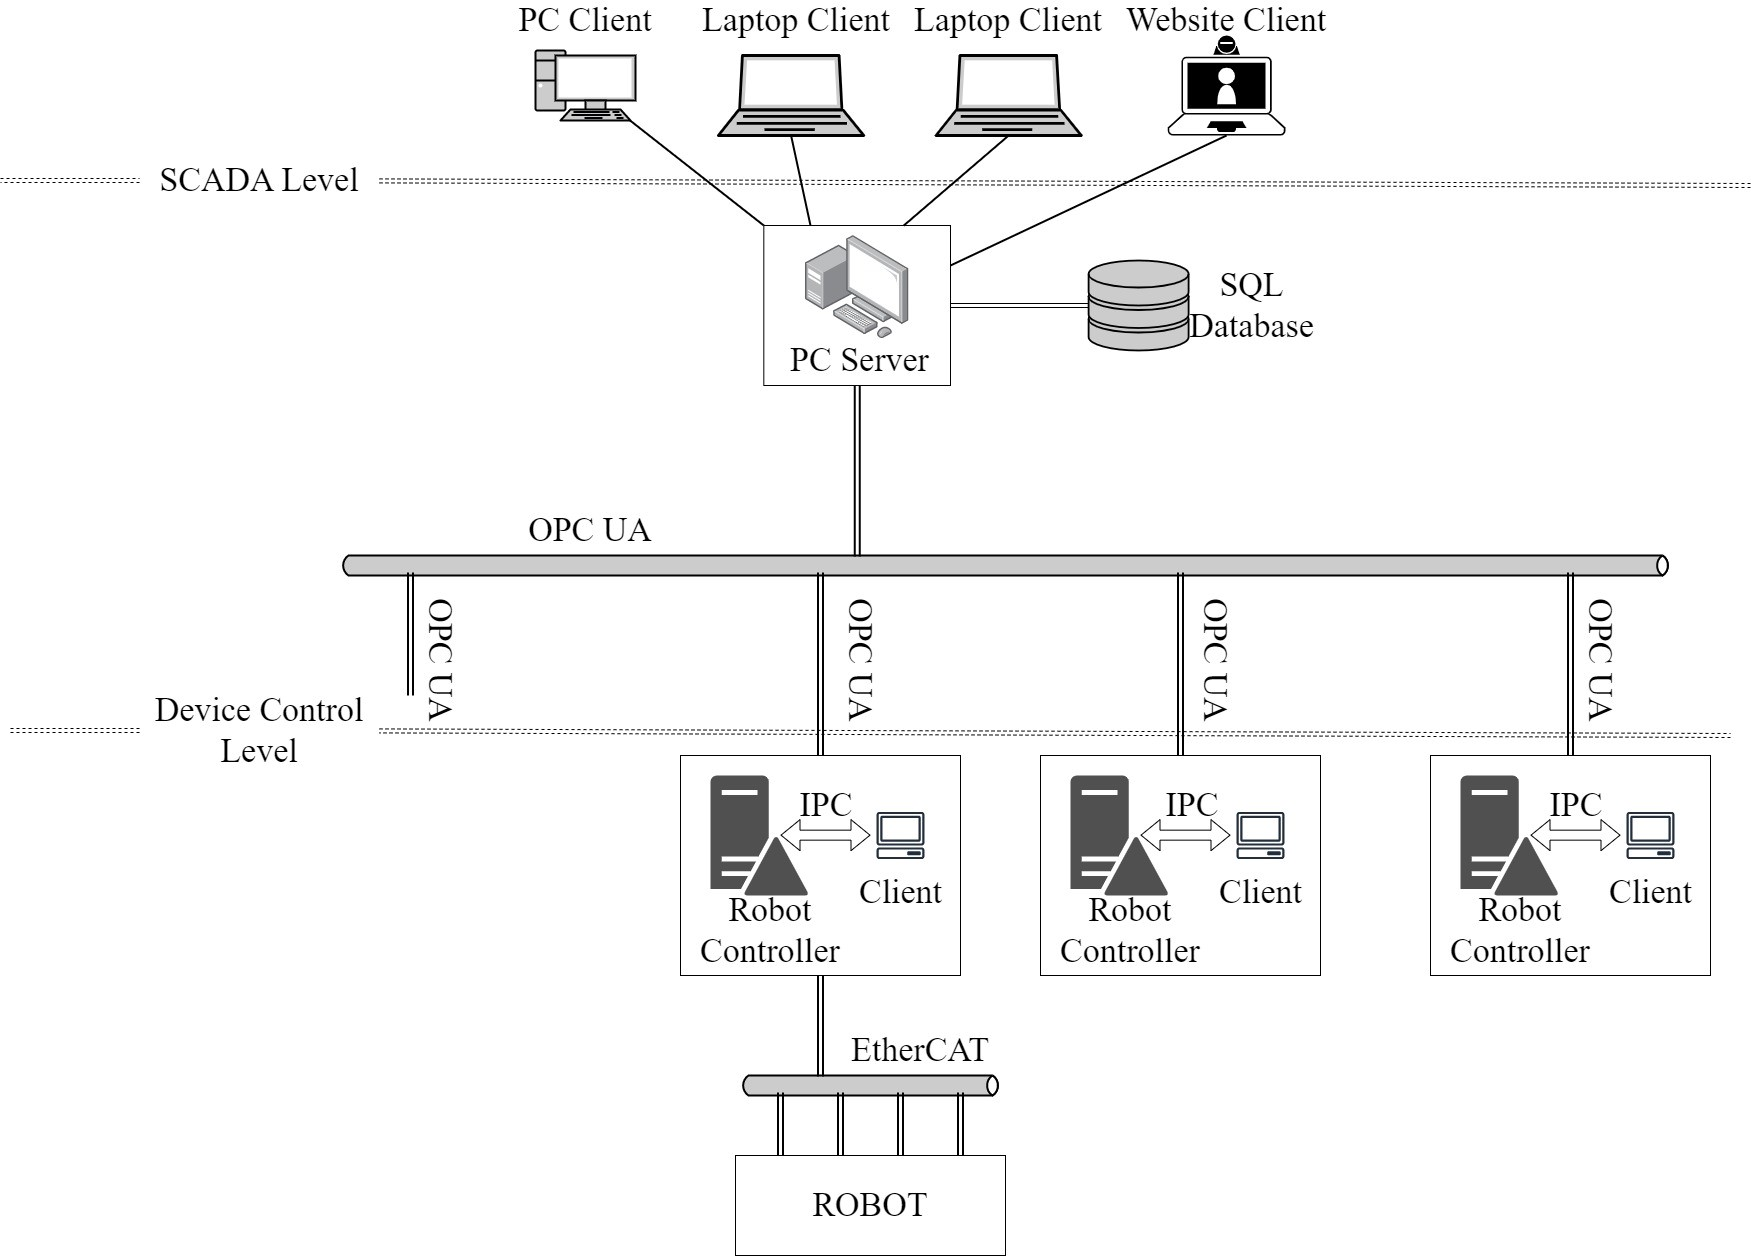 PC Client
Laptop Client
Laptop Client
Website Client
SCADA Level
SQL
Database
PC Server
OPC UA
OPC UA
OPC UA
OPC UA
OPC UA
Device Control
Level
IPC
Client
Robot
Controller
IPC
Client
Robot
Controller
IPC
Client
Robot
Controller
EtherCAT
ROBOT